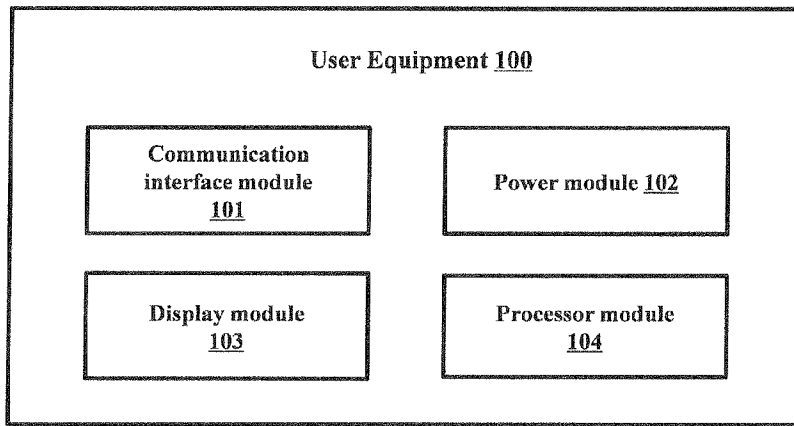 User Equipment 100
Communication
interface module
101
Power module 102
Display module
103
Processor module
104